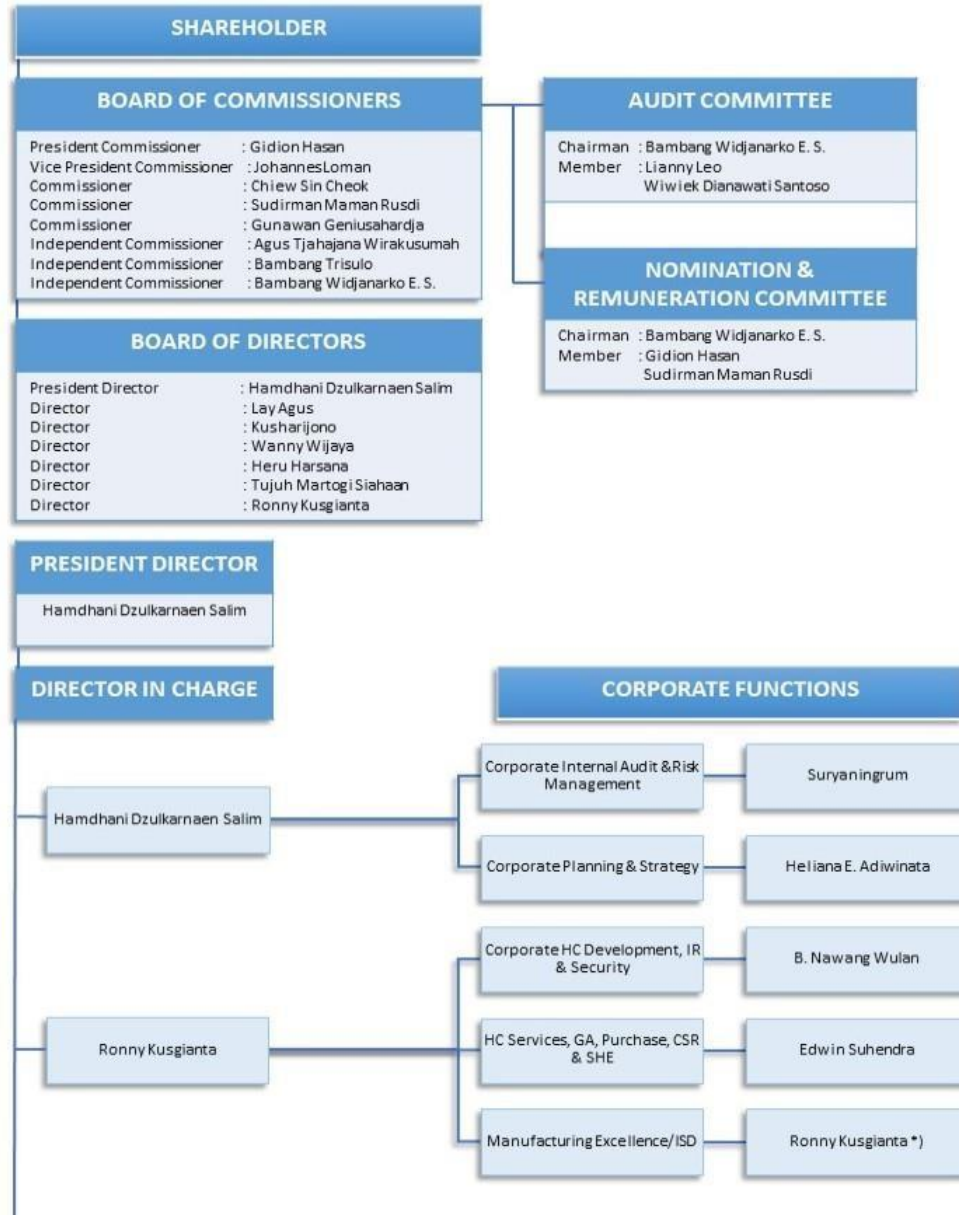 SHAREHOLDER
BOARD OF COMMISSIONERS
President Commissioner : Gidion Hasan
Vice President Commissioner : JohannesLoman
Commissioner : Chiew Sin Cheok
Commissioner : Sudirman Maman Rusdi
Commissioner : Gunawan Geniusahardja
Independent Commissioner : Agus Tjahajana Wirakusumah
Independent Commissioner : Bambang Trisulo
Independent Commissioner : Bambang Widjanarko E. S.
AUDIT COMMITTEE
Chairman : Bambang Widjanarko E. S.
Member : Lianny Leo
Wiwiek Dianawati Santoso
NOMINATION &
REMUNERATION COMMITTEE
Chairman : Bambang Widjanarko E. S.
Member : Gidion Hasan
Sudirman Maman Rusdi
BOARD OF DIRECTORS
President Director : Hamdhani Dzulkarnaen Salim
Director : Lay Agus
Director : Kusharijono
Director : Wanny Wijaya
Director : Heru Harsana
Director : Tujuh Martogi Siahaan
Director : Ronny Kusgianta
PRESIDENT DIRECTOR
Hamdhani Dzulkarnaen Salim
DIRECTOR IN CHARGE
CORPORATE FUNCTIONS
Hamdhani Dzulkarnaen Salim
Corporate Internal Audit & Risk
Management
Suryaningrum
Corporate Planning & Strategy
Heliana E. Adiwinata
Ronny Kusgianta
Corporate HC Development, IR
& Security
B. Nawang Wulan
HC Services, GA, Purchase, CSR
& SHE
Edwin Suhendra
Manufacturing Excellence/ISD
Ronny Kusgianta *)